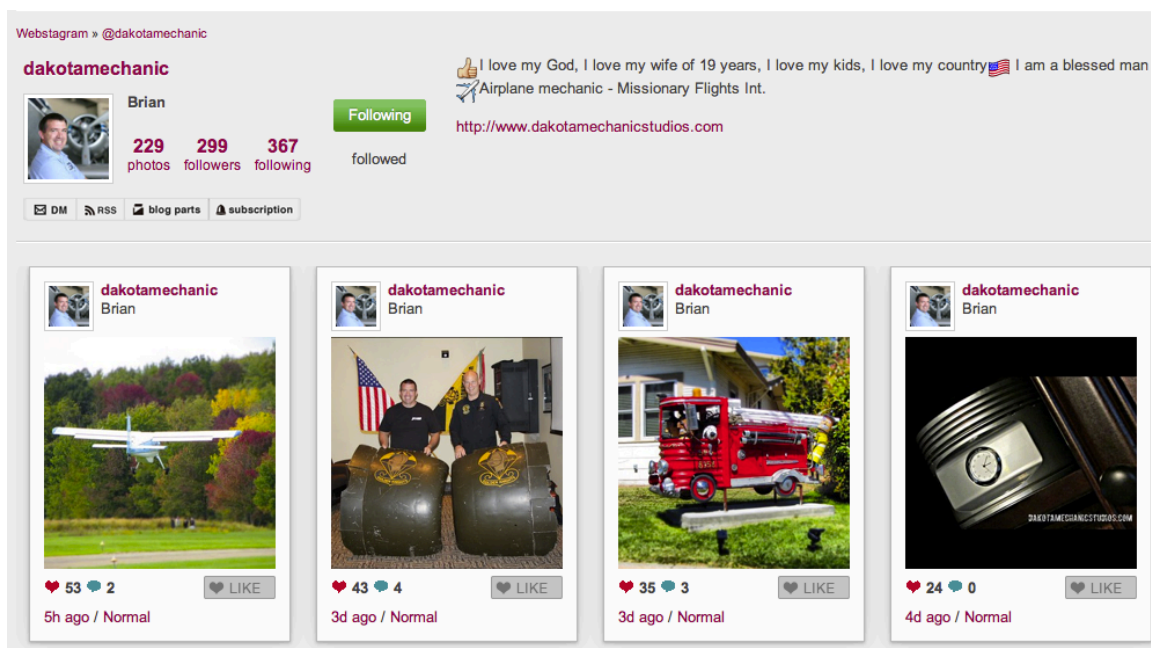 Webstagram » @dakotamechanic
dakotamechanic
Brian
229 299 367
photos followers following
Following
followed
I love my God, I love my wife of 19 years, I love my kids, I love my country I am a blessed man
Airplane mechanic - Missionary Flights Int.
http://www.dakotamechanicstudios.com
DM RSS blog parts subscription
dakotamechanic
Brian
53 2 LIKE
5h ago / Normal
dakotamechanic
Brian
43 4 LIKE
3d ago / Normal
dakotamechanic
Brian
35 3 LIKE
3d ago / Normal
dakotamechanic
Brian
DAKOTAMECHANICSTUDIOS.COM
24 0 LIKE
4d ago / Normal